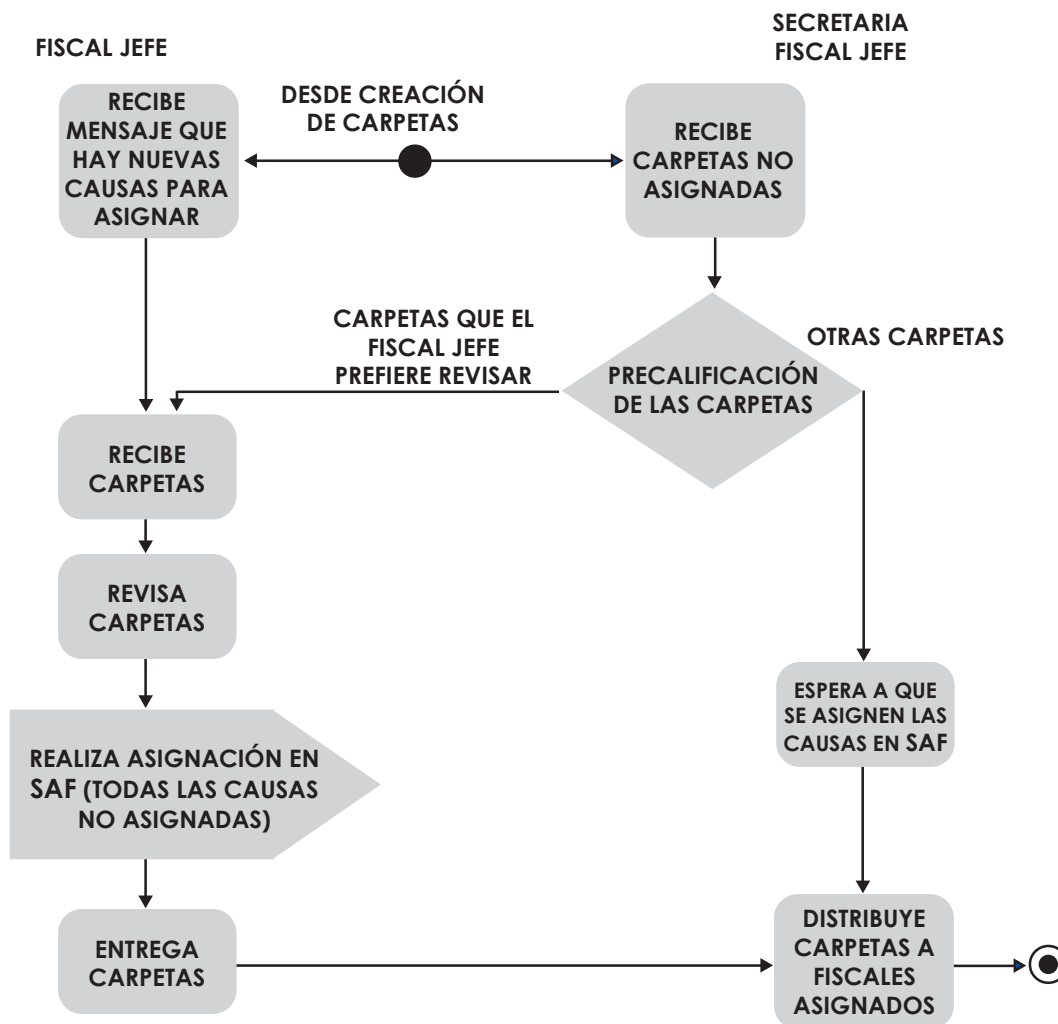 FISCAL JEFE
SECRETARIA
FISCAL JEFE
RECIBE
MENSAJE QUE
HAY NUEVAS
CAUSAS PARA
ASIGNAR
DESDE CREACIÓN
DE CARPETAS
RECIBE
CARPETAS NO
ASIGNADAS
CARPETAS QUE EL
FISCAL JEFE
PREFIERE REVISAR
PRECALIFICACIÓN
DE LAS CARPETAS
OTRAS CARPETAS
RECIBE
CARPETAS
REVISA
CARPETAS
REALIZA ASIGNACIÓN EN
SAF (TODAS LAS CAUSAS
NO ASIGNADAS)
ESPERA A QUE
SE ASIGNEN LAS
CAUSAS EN SAF
ENTREGA
CARPETAS
DISTRIBUYE
CARPETAS A
FISCALES
ASIGNADOS